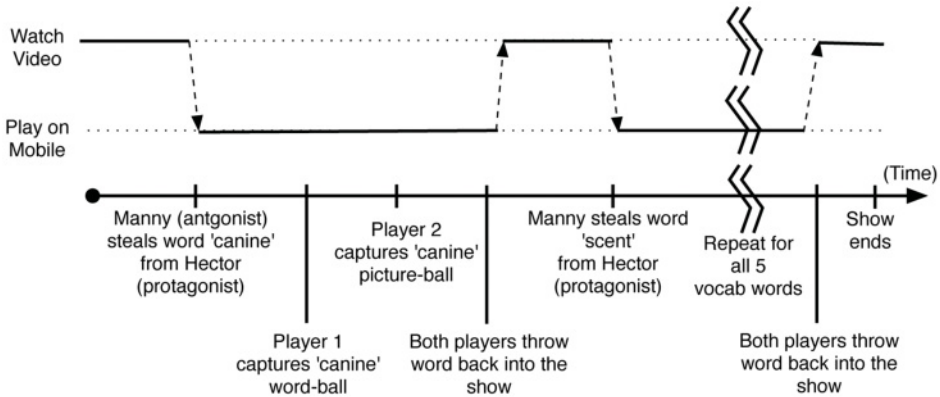 Watch
Video
Play on
Mobile
(Time)
Manny (antgonist)
steals word 'canine'
from Hector
(protagonist)
Player 1
captures 'canine'
word-ball
Player 2
captures 'canine'
picture-ball
Both players throw
word back into the
show
Manny steals word
'scent'
from Hector
(protagonist)
Repeat for
all 5
vocab words
Both players throw
word back into the
show
Show
ends